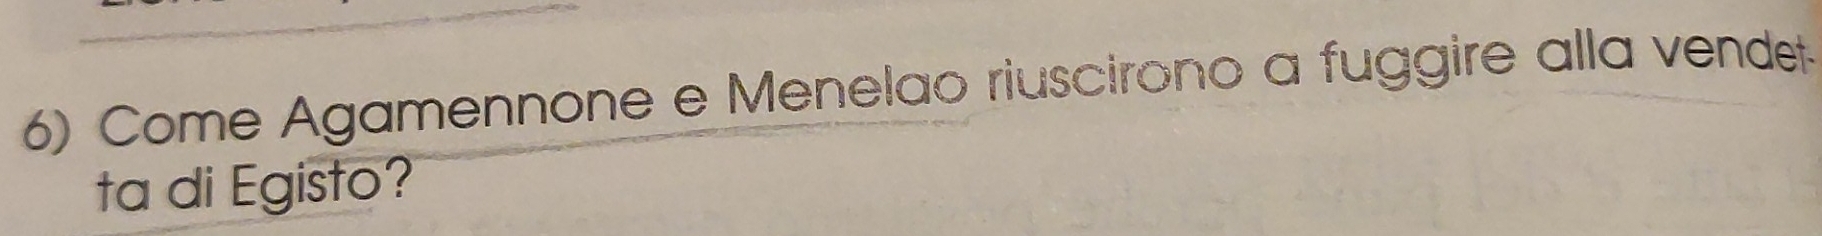 6) Come Agamennone e Menelao riuscirono a fuggire alla vendet-
ta di Egisto?